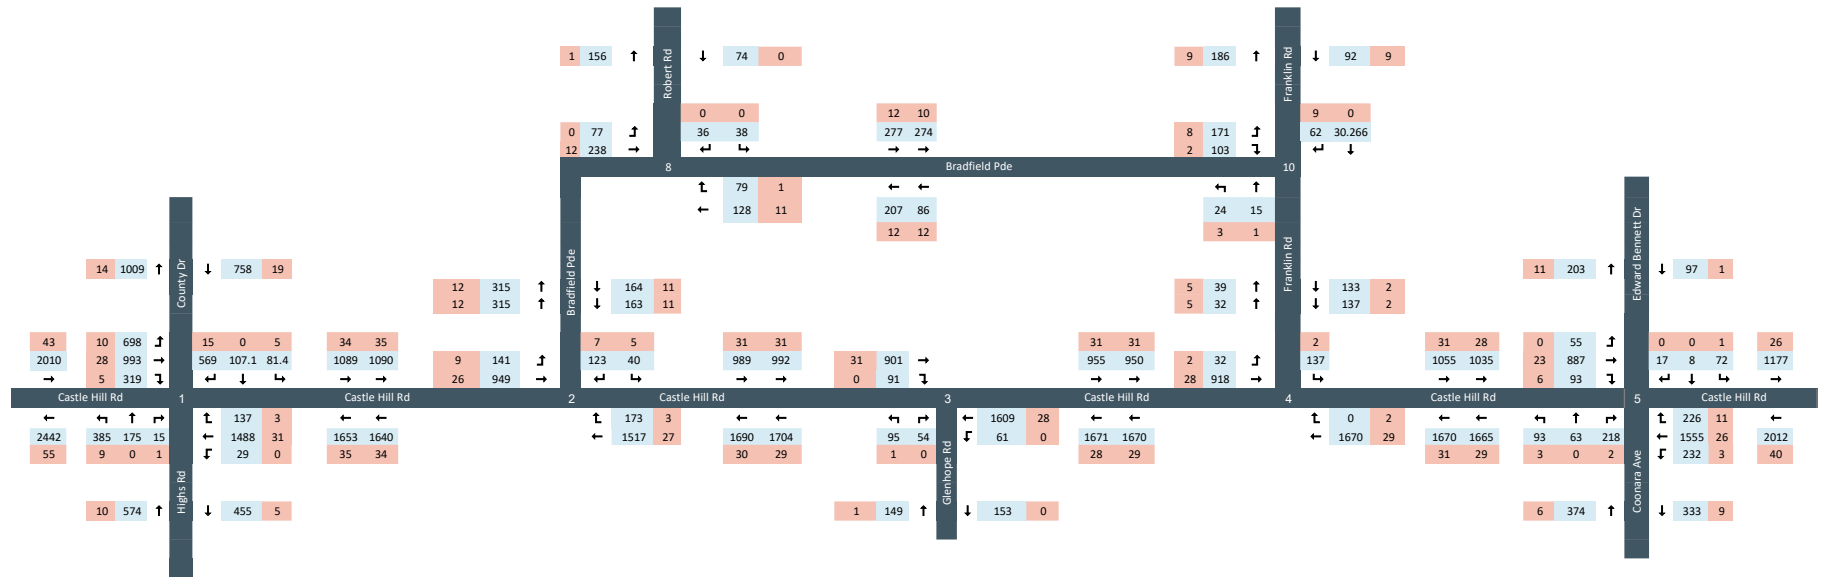 1 156 ↑ ↓ 74 0
Robert Rd
9 186 ↑ ↓ 92 9
Franklin Rd
0 0
12 10
9 0
0 77 36 38
277 274
8 171 62 30.266
12 238 →
→ →
2 103 ↓
8 Bradfield Pde 10
79 1
← ← ↑
← 128 11
207 86
24 15
12 12
3 1
Franklin Rd
Bradfield Pde
County Dr
Edward Bennett Dr
14 1009 ↑ ↓ 758 19
11 203 ↑ ↓ 97 1
12 315 ↑ ↓ 164 11
5 39 ↑ ↓ 133 2
12 315 ↑ ↓ 163 11
5 32 ↑ ↓ 137 2
43 10 698 15 0 5 34 35 9 141 7 5 31 31 31 901 → 31 31 2 32 2 31 28 0 55 0 0 1 26
2010 28 993 → 569 107.1 81.4 1089 1090 26 949 → 123 40 989 992 0 91 955 950 28 918 → 137 1055 1035 23 887 → 17 8 72 1177
→ 5 319 ↓ → → → → → → → → 6 93 ↓ →
Castle Hill Rd 1 Castle Hill Rd 2 Castle Hill Rd 3 Castle Hill Rd 4 Castle Hill Rd 5 Castle Hill Rd
← ↑ 137 3 ← ← 173 3 ← ← ← 1609 28 ← ← 0 2 ← ← ↑ 226 11 ←
2442 385 175 15 ← 1488 31 1653 1640 ← 1517 27 1690 1704 95 54 61 0 1671 1670 ← 1670 29 1670 1665 93 63 218 ← 1555 26 2012
55 9 0 1 29 0 35 34 30 29 1 0 28 29 31 29 3 0 2 232 3 40
Highs Rd
Glenhope Rd
Coonara Ave
10 574 ↑ ↓ 455 5
1 149 ↑ ↓ 153 0
6 374 ↑ ↓ 333 9